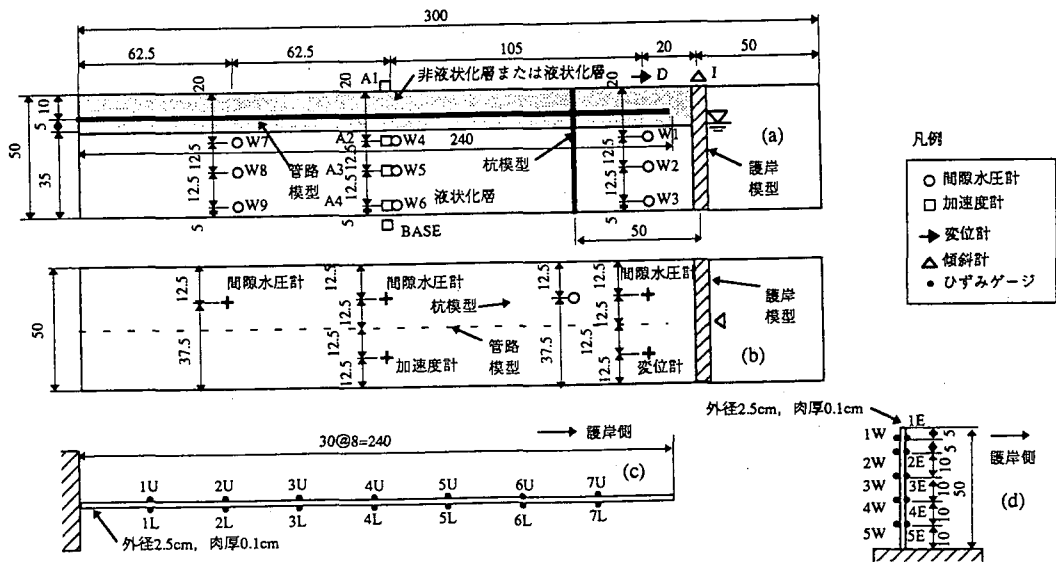 300
62.5
62.5
105
20
50
A1
非液状化層または液状化層
D
I
20
20
20
50
10
5
35
W7
A2
W4
W1
(a)
12.5
管路
模型
240
12.5
杭模型
12.5
W8
A3
W5
W2
護岸
模型
12.5
12.5
12.5
W9
A4
W6
液状化層
W3
5
5
BASE
5
50
凡例
間隙水圧計
加速度計
変位計
傾斜計
ひずみゲージ
間隙水圧計
間隙水圧計
間隙水圧計
12.5
12.5
12.5
12.5
杭模型
護岸
模型
50
12.5
12.5
37.5
12.5
管路
模型
37.5
12.5
(b)
12.5
加速度計
12.5
変位計
30@8=240
護岸側
(c)
1U
2U
3U
4U
5U
6U
7U
1L
2L
3L
4L
5L
6L
7L
外径2.5cm, 肉厚0.1cm
外径2.5cm, 肉厚0.1cm
1E
1W
5
護岸側
5
2W
2E
10
3W
3E
50
(d)
10
4W
4E
10
5W
5E
10